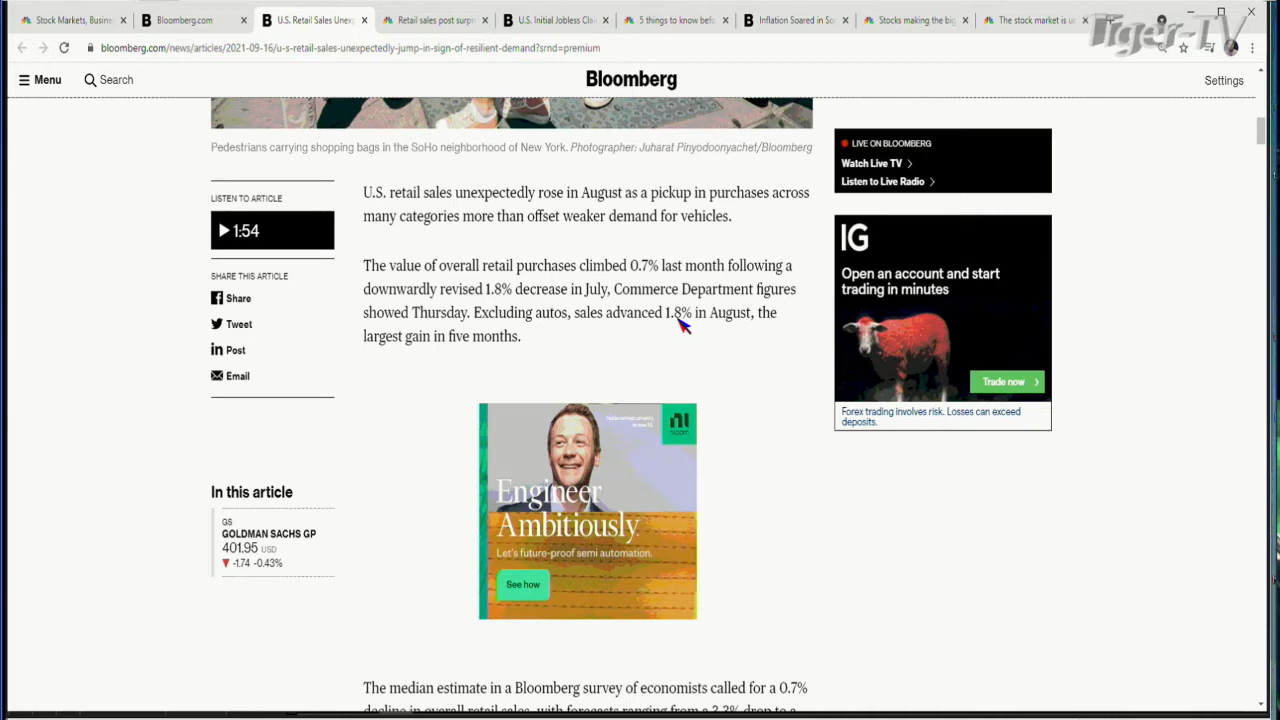 Stock Markets, Business
Bloomberg.com
U.S. Retail Sales Unex
Retail sales post surpr
U.S. Initial Jobless Clai
5 things to know befo
Inflation Soared in So
Stocks making the big
The stock market is u
Tiger-TV
bloomberg.com/news/articles/2021-09-16/u-s-retail-sales-unexpectedly-jump-in-sign-of-resilient-demand?srnd=premium
Menu
Search
Bloomberg
Settings
Pedestrians carrying shopping bags in the SoHo neighborhood of New York. Photographer: Juharat Pinyodoonyachet/Bloomberg
LISTEN TO ARTICLE
1:54
SHARE THIS ARTICLE
Share
Tweet
Post
Email
In this article
GS
GOLDMAN SACHS GP
401.95 USD
-1.74 -0.43%
U.S. retail sales unexpectedly rose in August as a pickup in purchases across
many categories more than offset weaker demand for vehicles.
The value of overall retail purchases climbed 0.7% last month following a
downwardly revised 1.8% decrease in July, Commerce Department figures
showed Thursday. Excluding autos, sales advanced 1.8% in August, the
largest gain in five months.
ni
ni.com
Engineer
Ambitiously.
Let's future-proof semi automation.
See how
The median estimate in a Bloomberg survey of economists called for a 0.7%
decline in overall retail sales, with forecasts ranging from a 3.3% drop to a
LIVE ON BLOOMBERG
Watch Live TV
Listen to Live Radio
IG
Open an account and start
trading in minutes
Trade now
Forex trading involves risk. Losses can exceed
deposits.